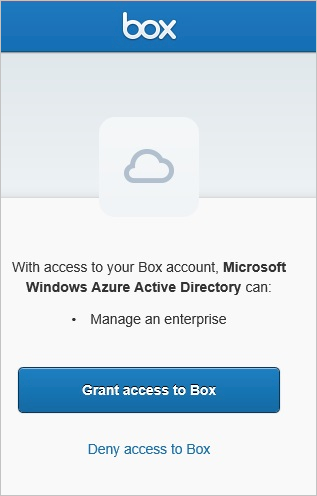 box
With access to your Box account, Microsoft
Windows Azure Active Directory can:
• Manage an enterprise
Grant access to Box
Deny access to Box